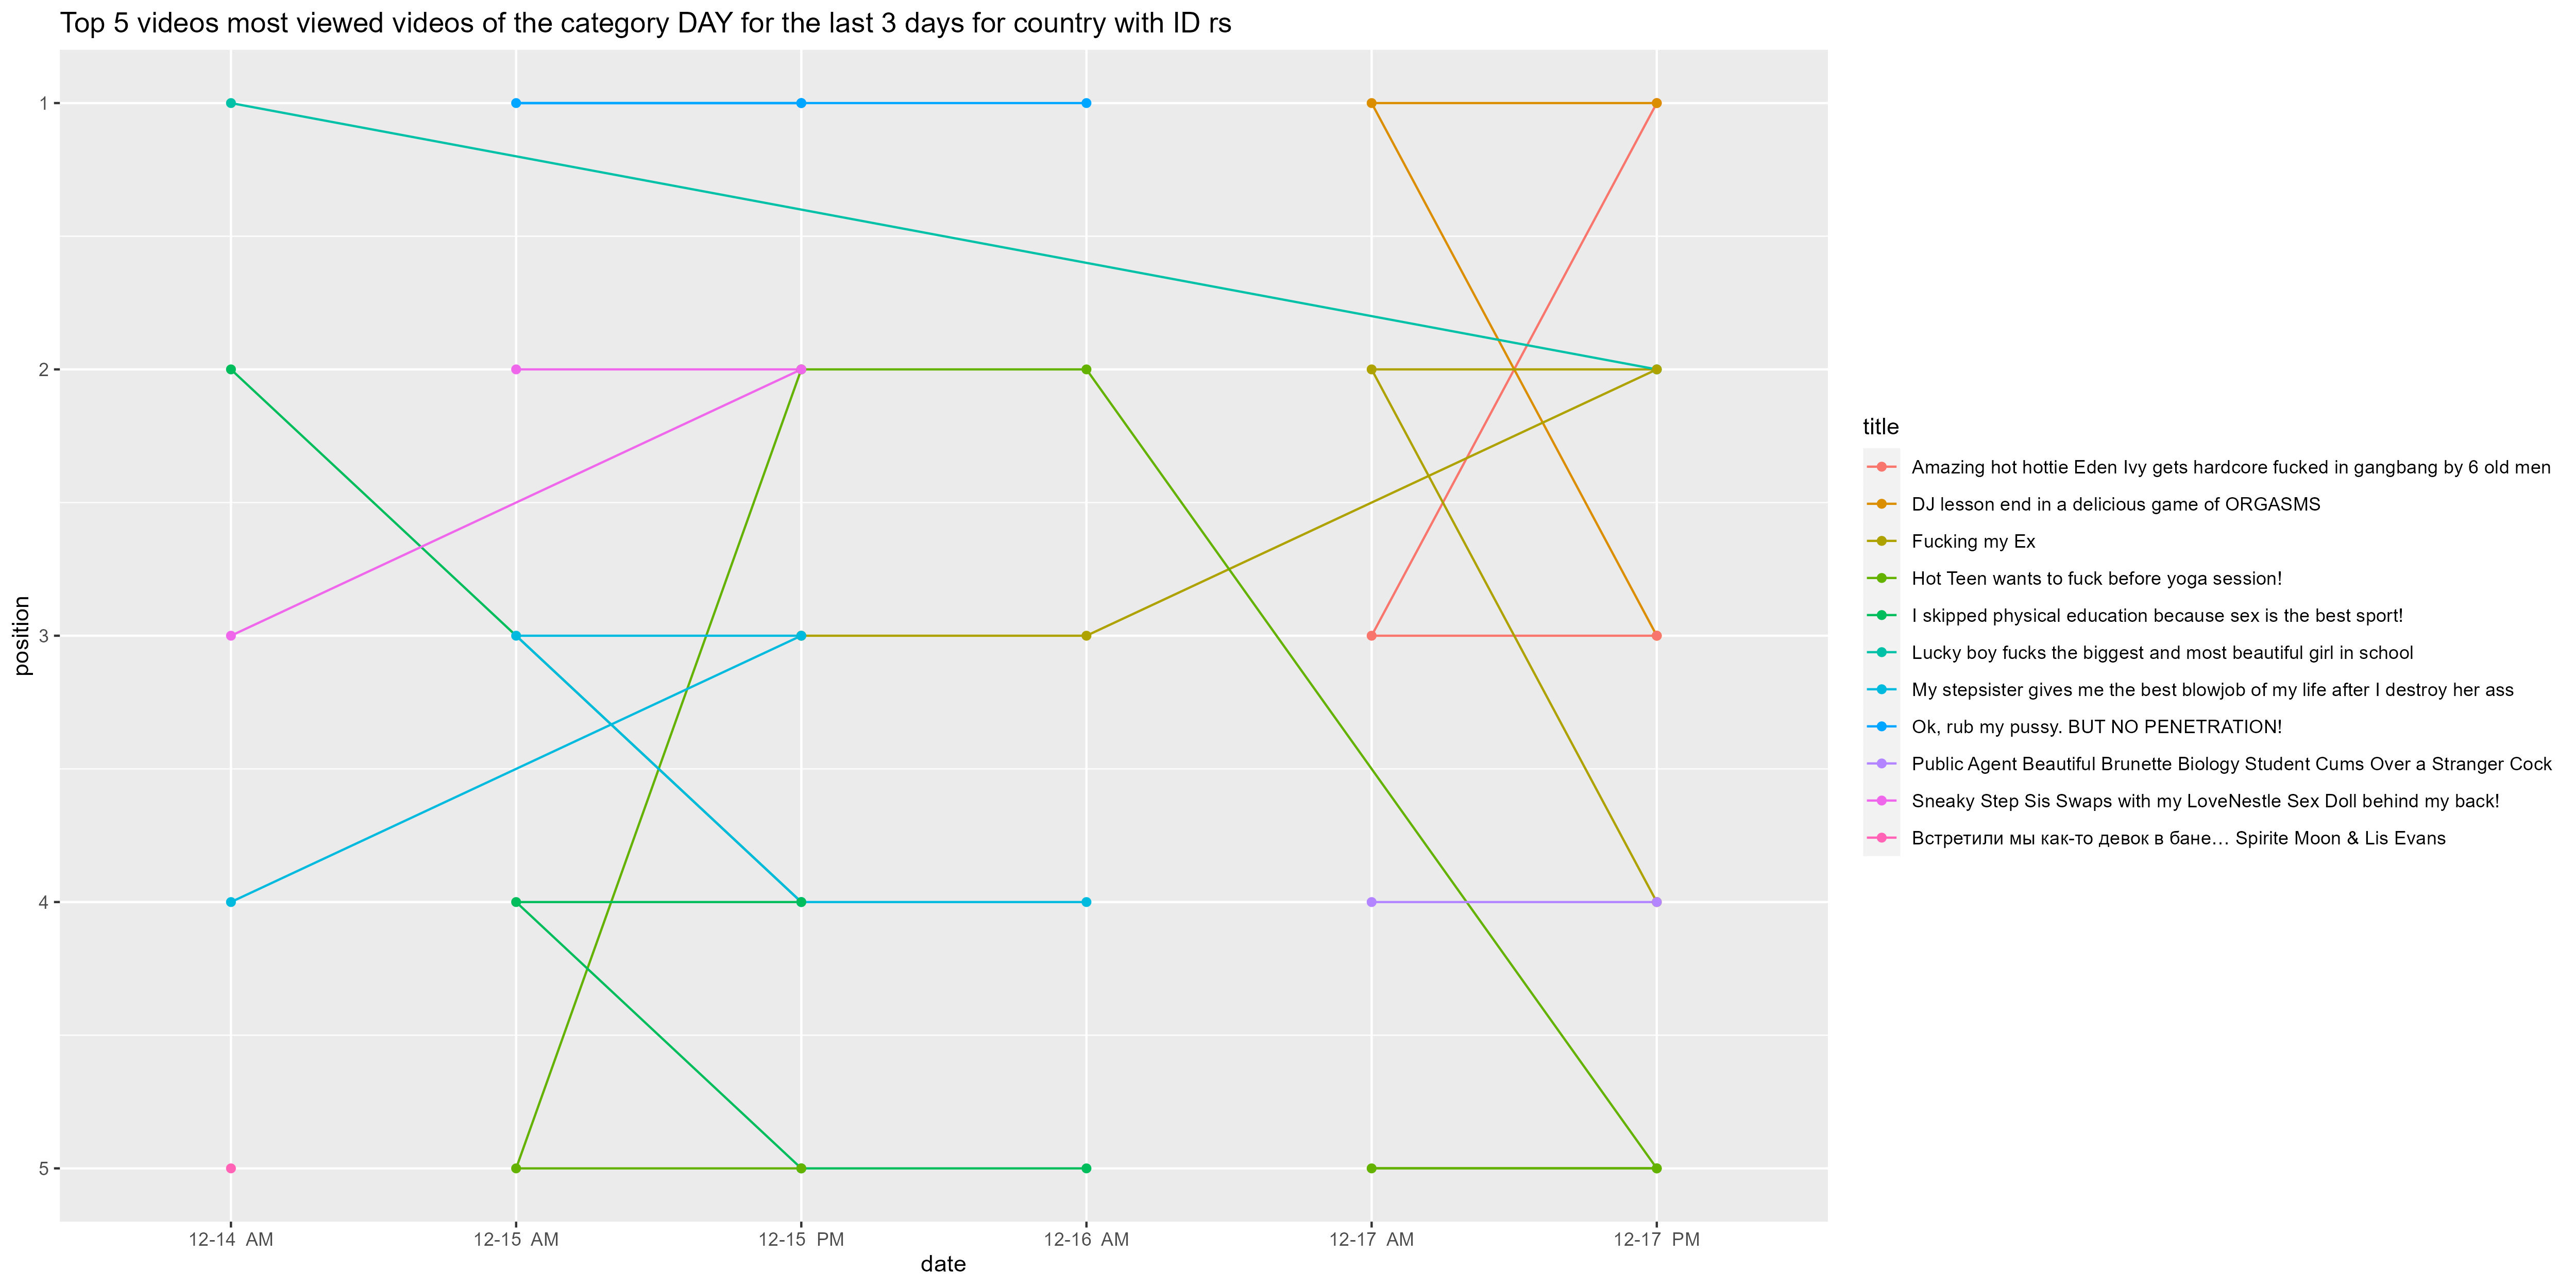 Top 5 videos most viewed videos of the category DAY for the last 3 days for country with ID rs
1
2
3
4
5
position
12-14 AM
12-15 AM
12-15 PM
12-16 AM
12-17 AM
12-17 PM
date
title
Amazing hot hottie Eden Ivy gets hardcore fucked in gangbang by 6 old men
DJ lesson end in a delicious game of ORGASMS
Fucking my Ex
Hot Teen wants to fuck before yoga session!
I skipped physical education because sex is the best sport!
Lucky boy fucks the biggest and most beautiful girl in school
My stepsister gives me the best blowjob of my life after I destroy her ass
Ok, rub my pussy. BUT NO PENETRATION!
Public Agent Beautiful Brunette Biology Student Cums Over a Stranger Cock
Sneaky Step Sis Swaps with my LoveNestle Sex Doll behind my back!
Встретили мы как-то девок в бане… Spirite Moon & Lis Evans